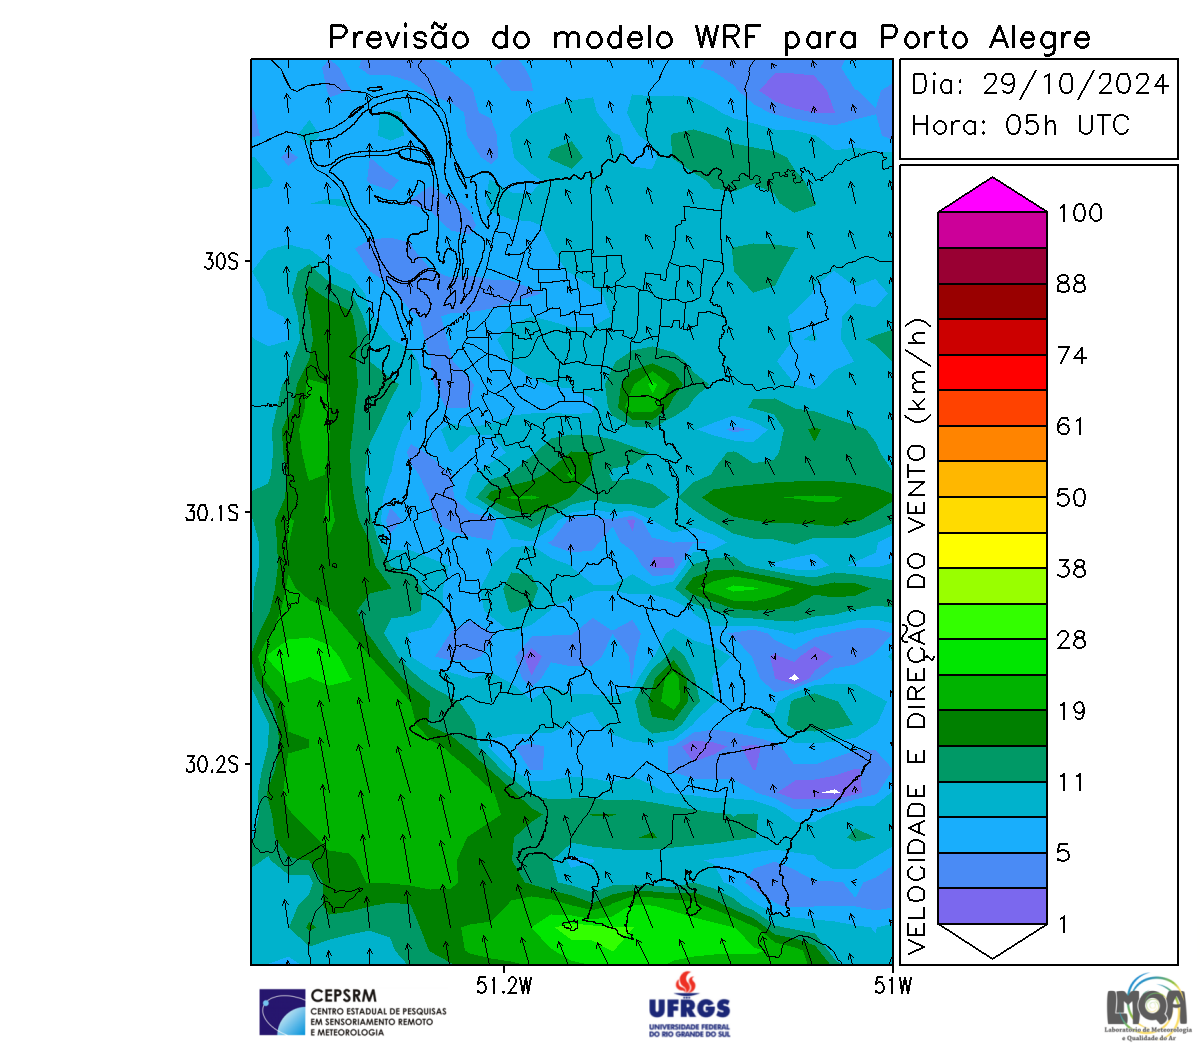 Previsão do modelo WRF para Porto Alegre
Dia: 29/10/2024
Hora: 05h UTC
30S
30.1S
30.2S
51.2W
51W
VELOCIDADE E DIREÇÃO DO VENTO (km/h)
100
88
74
61
50
38
28
19
11
5
1
CEPSRM
CENTRO ESTADUAL DE PESQUISAS
EM SENSORIAMENTO REMOTO
E METEOROLOGIA
UFRGS
UNIVERSIDADE FEDERAL
DO RIO GRANDE DO SUL
LMQA
Laboratório de Meteorologia
e Qualidade do Ar